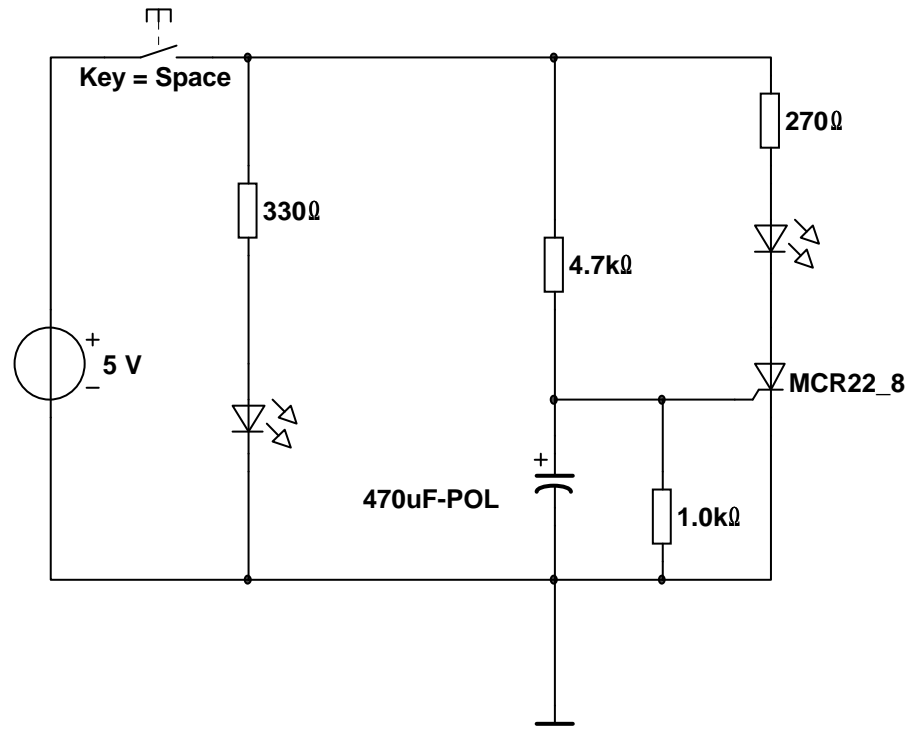 Key = Space
270Ω
330Ω
4.7kΩ
+
5 V
−
MCR22_8
+
470uF-POL
1.0kΩ